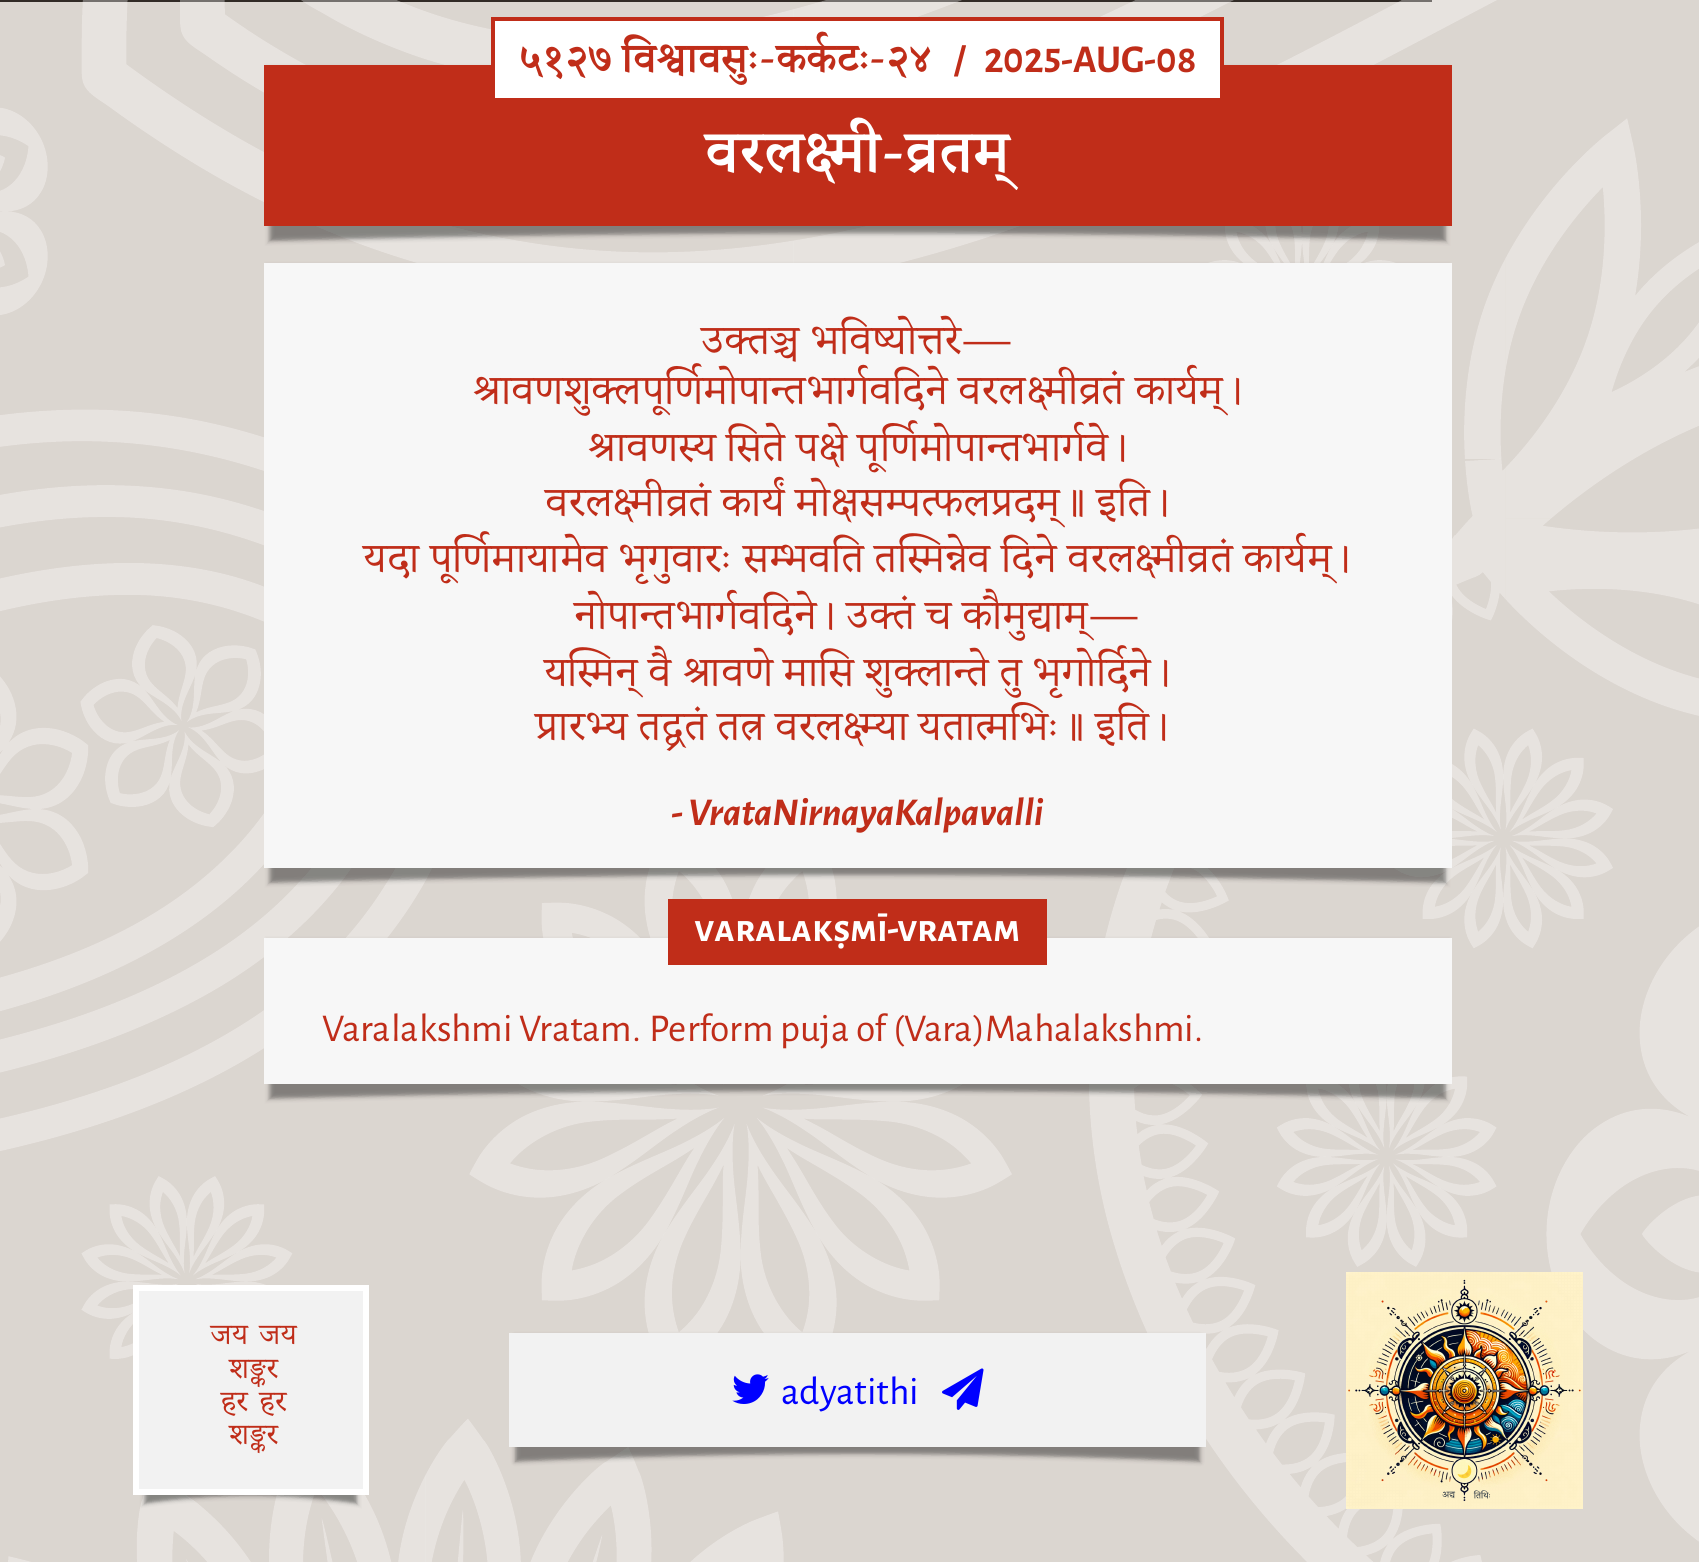 ५१२७ विश्वावसुः-कर्कटः-२४ / 2025-AUG-08
वरलक्ष्मी-व्रतम्
उक्तञ्च भविष्योत्तरे—
श्रावणशुक्लपूर्णिमोपान्तभार्गवदिने वरलक्ष्मीव्रतं कार्यम्।
श्रावणस्य सिते पक्षे पूर्णिमोपान्तभार्गवे।
वरलक्ष्मीव्रतं कार्यं मोक्षसम्पत्फलप्रदम्॥ इति।
यदा पूर्णिमायामेव भृगुवारः सम्भवति तस्मिन्नेव दिने वरलक्ष्मीव्रतं कार्यम्।
नोपान्तभार्गवदिने। उक्तं च कौमुद्याम्—
यस्मिन् वै श्रावणे मासि शुक्लान्ते तु भृगोर्दिने।
प्रारभ्य तद्व्रतं तत्र वरलक्ष्म्या यतात्मभिः॥ इति।
- VrataNirnayaKalpavalli
VARALAKṢMĪ-VRATAM
Varalakshmi Vratam. Perform puja of (Vara)Mahalakshmi.
जय जय
शङ्कर
हर हर
शङ्कर
adyatithi
अद्य तिथिः